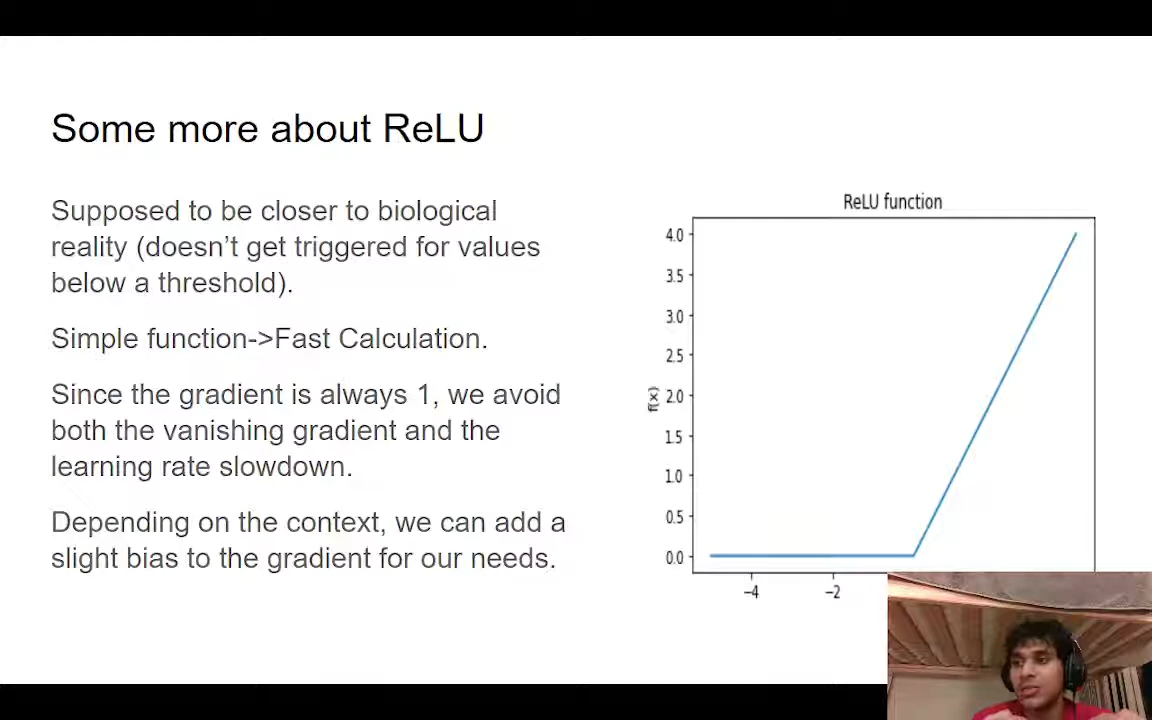 Some more about ReLU
Supposed to be closer to biological
reality (doesn’t get triggered for values
below a threshold).
Simple function->Fast Calculation.
Since the gradient is always 1, we avoid
both the vanishing gradient and the
learning rate slowdown.
Depending on the context, we can add a
slight bias to the gradient for our needs.
ReLU function
4.0
3.5
3.0
2.5
2.0
1.5
1.0
0.5
0.0
f(x)
−4 −2